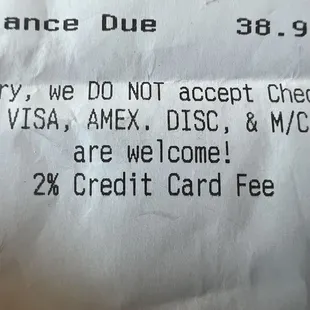 ance Due 38.9
ry, we DO NOT accept Chec
VISA, AMEX. DISC, & M/C
are welcome!
2% Credit Card Fee